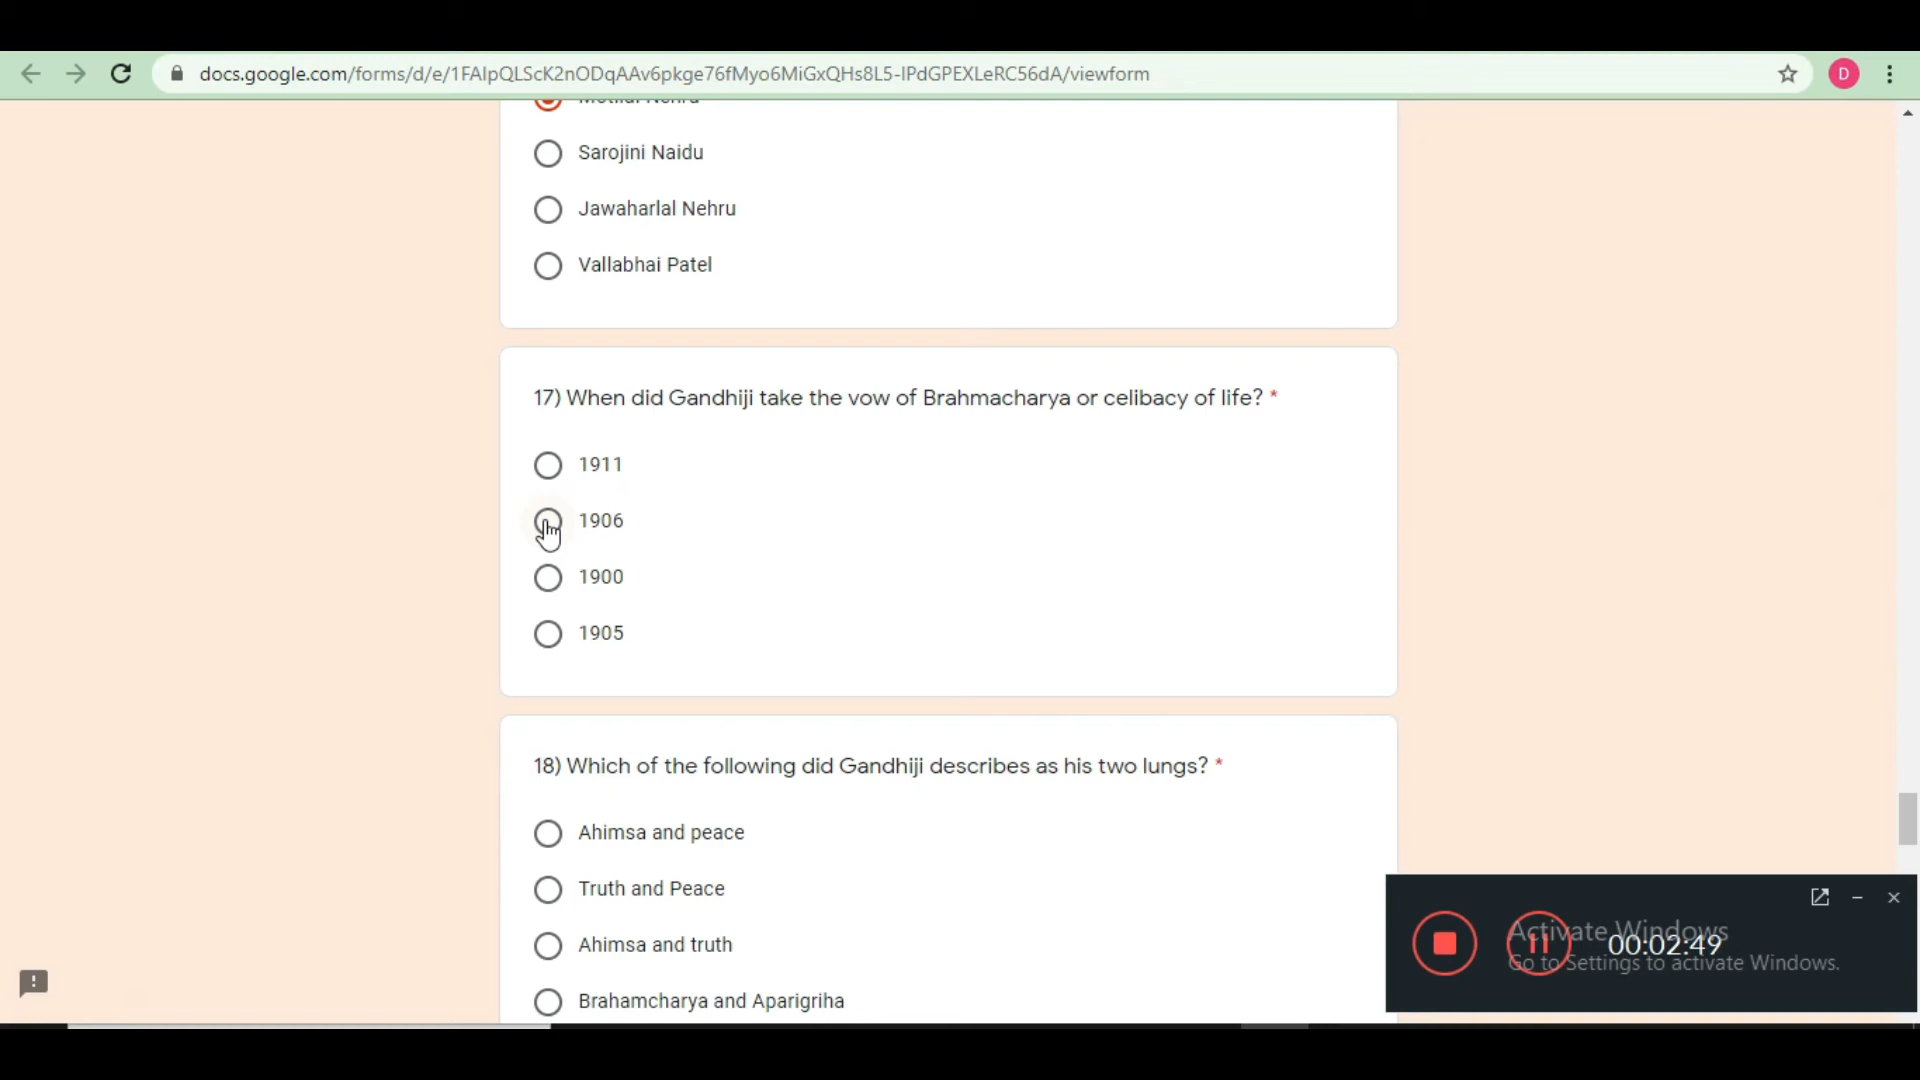 docs.google.com/forms/d/e/1FAIpQLScK2nODqAAv6pkge76fMyo6MiGxQHs8L5-IPdGPEXLeRC56dA/viewform
D
Motilal Nehru
Sarojini Naidu
Jawaharlal Nehru
Vallabhai Patel
17) When did Gandhiji take the vow of Brahmacharya or celibacy of life? *
1911
1906
1900
1905
18) Which of the following did Gandhiji describes as his two lungs? *
Ahimsa and peace
Truth and Peace
Ahimsa and truth
Brahamcharya and Aparigriha
Activate Windows
00:02:49
Go to Settings to activate Windows.